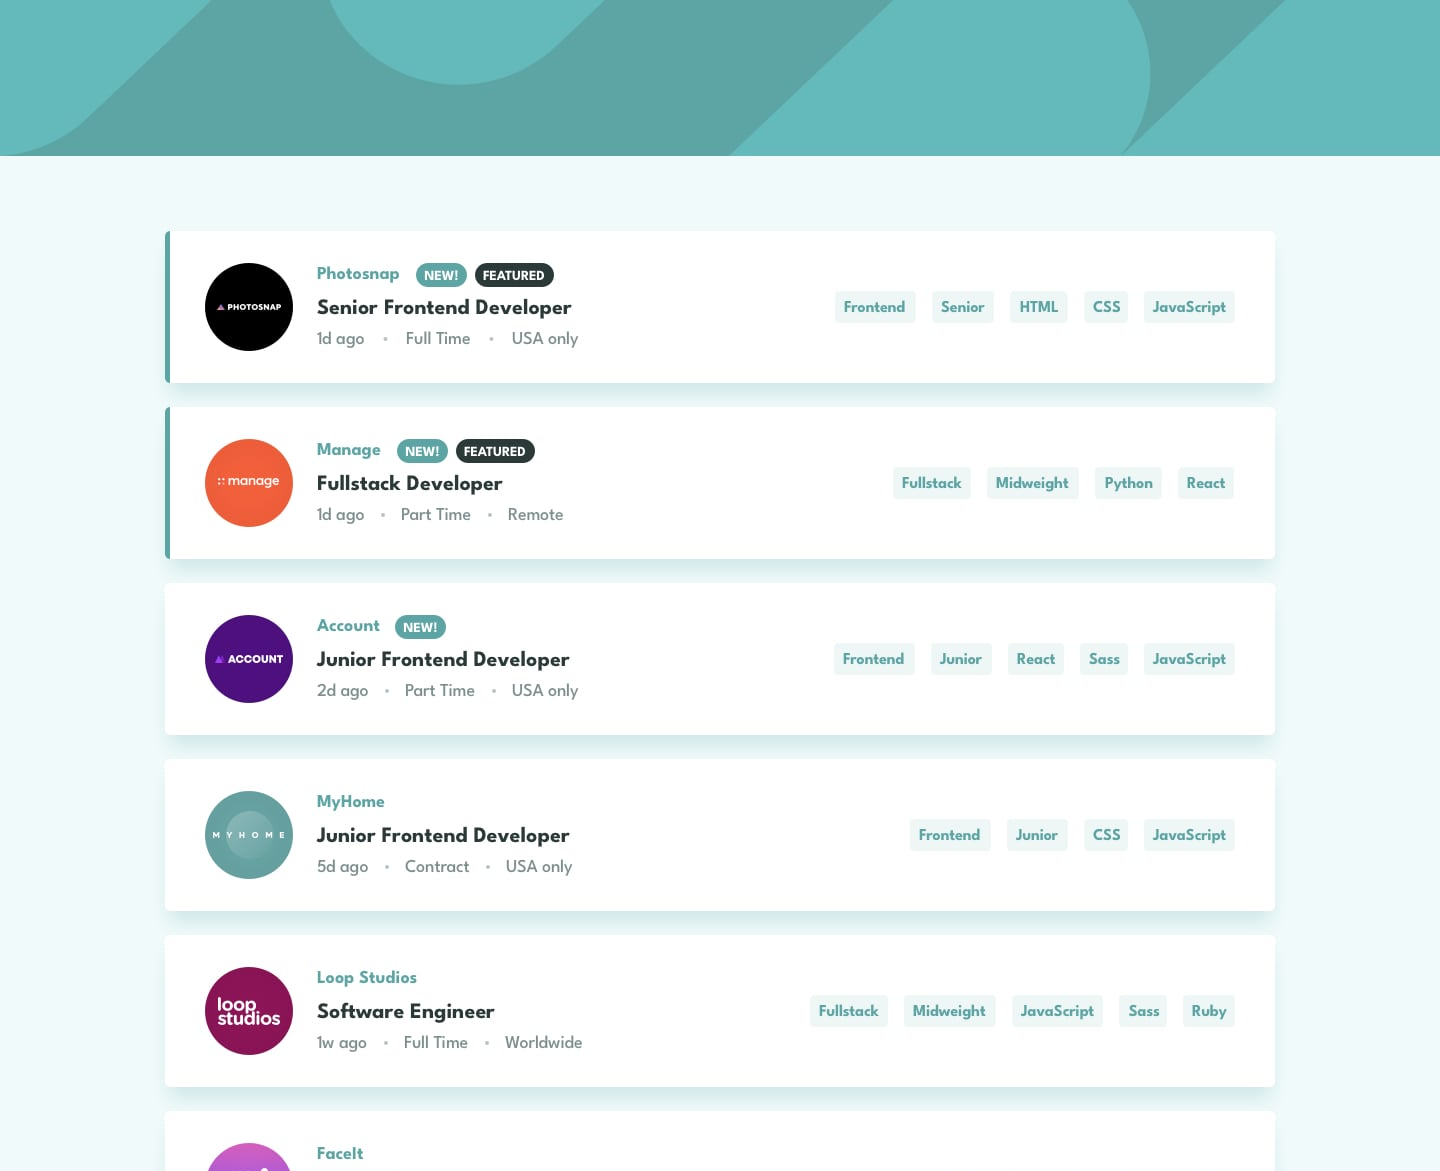 PHOTOSNAP
Photosnap NEW! FEATURED
Senior Frontend Developer
1d ago • Full Time • USA only
Frontend Senior HTML CSS JavaScript
manage
Manage NEW! FEATURED
Fullstack Developer
1d ago • Part Time • Remote
Fullstack Midweight Python React
ACCOUNT
Account NEW!
Junior Frontend Developer
2d ago • Part Time • USA only
Frontend Junior React Sass JavaScript
MYHOME
MyHome
Junior Frontend Developer
5d ago • Contract • USA only
Frontend Junior CSS JavaScript
loop
studios
Loop Studios
Software Engineer
1w ago • Full Time • Worldwide
Fullstack Midweight JavaScript Sass Ruby
FaceIt